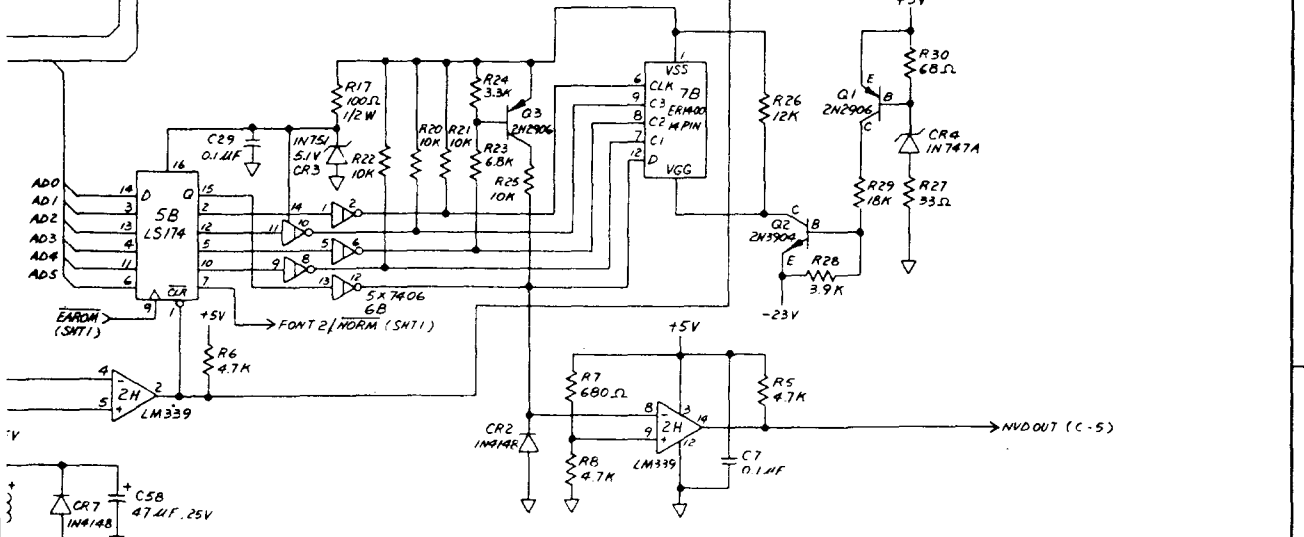 +5V
R30
68Ω
E
Q1
2N2906
B
C
CR4
1N747A
R29
18K
R27
33Ω
C
Q2
2N3904
B
E
R28
3.9K
-23V
1
VSS
6 CLK
7B
9 C3
ER1400
8 C2
14PIN
7 C1
12 D
VGG
R26
12K
R17
100Ω
1/2W
R24
3.3K
Q3
2N2906
C29
0.1µF
1N751
5.1V
CR3
R22
10K
R20
10K
R21
10K
R23
6.8K
R25
10K
16
AD0
AD1
AD2
AD3
AD4
AD5
14 D
3
13
4
11
6
5B
LS174
Q 15
2
12
5
10
7
CLR
9
1
EAROM
(SHT1)
14
1 2
11 10
5 6
9 8
13 12
5 X 7406
6B
FONT 2/NORM (SHT1)
+5V
R6
4.7K
4 -
2H
2
5 +
LM339
+5V
R7
680Ω
R5
4.7K
8 -
2H
3
14
9 +
12
LM339
NVDOUT (C-5)
CR2
1N4148
R8
4.7K
C7
0.1µF
+
CR7
1N4148
+
C58
47µF, 25V